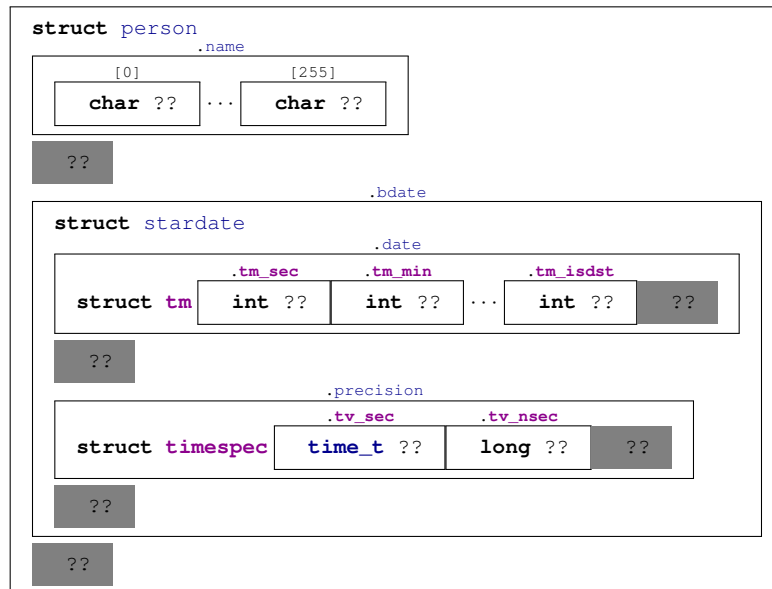 struct person
.name
[0] [255]
char ?? ··· char ??
??
.bdate
struct stardate
.date
.tm_sec .tm_min .tm_isdst
struct tm int ?? int ?? ··· int ?? ??
??
.precision
.tv_sec .tv_nsec
struct timespec time_t ?? long ?? ??
??
??